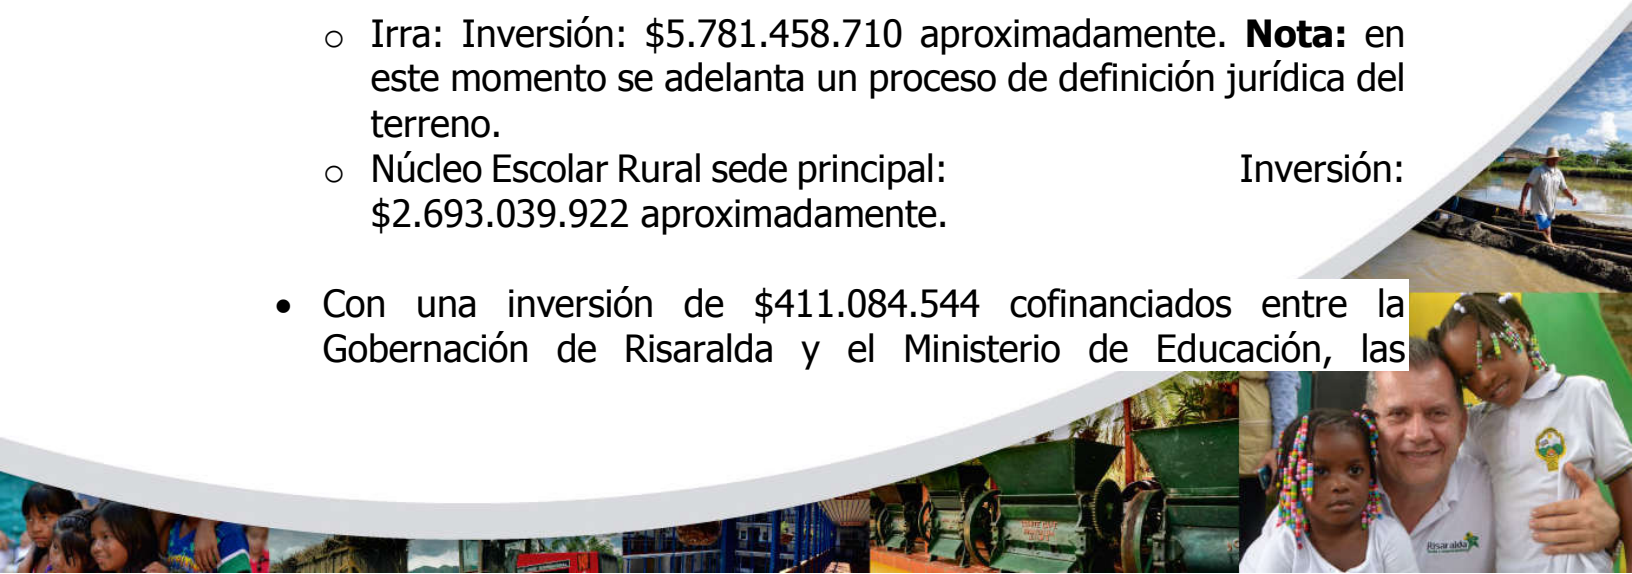 o Irra: Inversión: $5.781.458.710 aproximadamente. Nota: en
este momento se adelanta un proceso de definición jurídica del
terreno.
o Núcleo Escolar Rural sede principal: Inversión:
$2.693.039.922 aproximadamente.
• Con una inversión de $411.084.544 cofinanciados entre la
Gobernación de Risaralda y el Ministerio de Educación, las
Risaralda